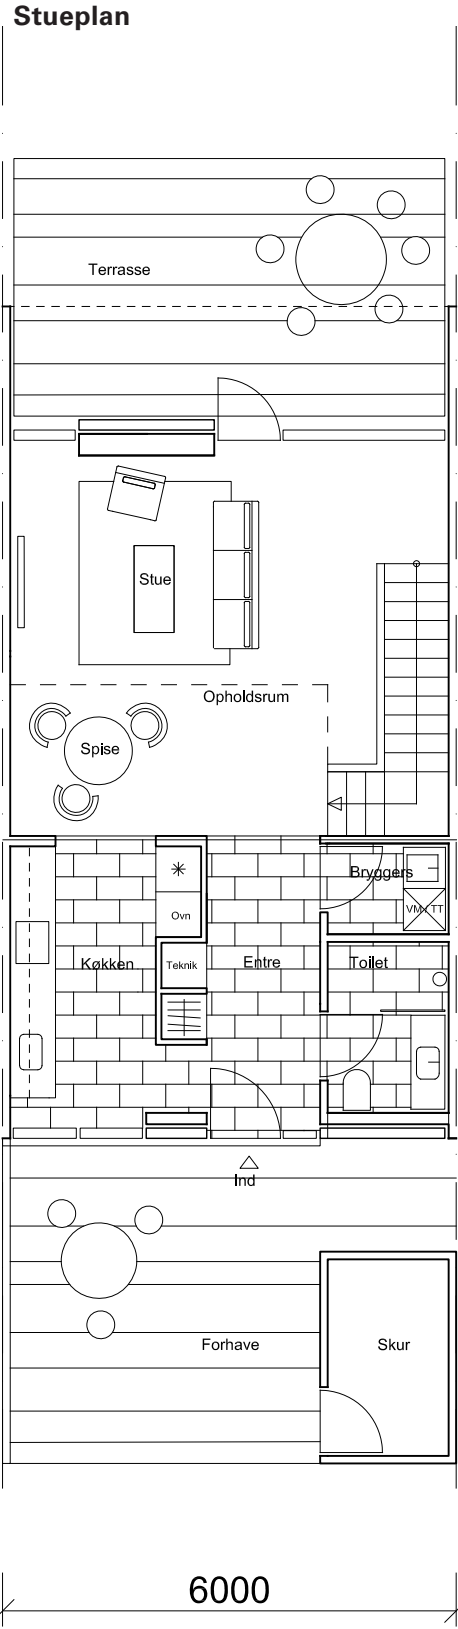 Stueplan
Terrasse
Stue
Opholdsrum
Spise
Bryggers
Ovn
VM / TT
Køkken
Teknik
Entre
Toilet
Ind
Forhave
Skur
6000